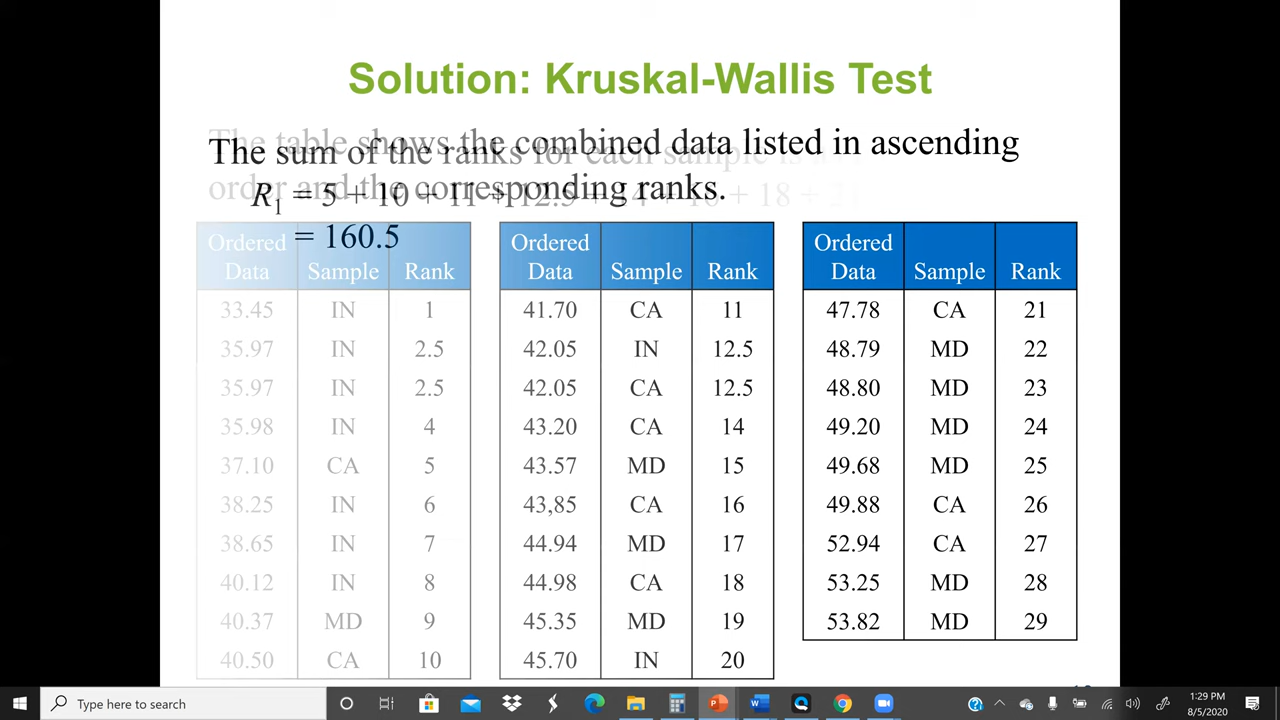 Solution: Kruskal-Wallis Test
The table shows the combined data listed in ascending
The sum of the ranks for each sample is
order and the corresponding ranks.
R1 = 5 + 10 + 11 + 12.5 + 14 + 16 + 18 + 21
= 160.5
Ordered Data Sample Rank
33.45 IN 1
35.97 IN 2.5
35.97 IN 2.5
35.98 IN 4
37.10 CA 5
38.25 IN 6
38.65 IN 7
40.12 IN 8
40.37 MD 9
40.50 CA 10
Ordered Data Sample Rank
41.70 CA 11
42.05 IN 12.5
42.05 CA 12.5
43.20 CA 14
43.57 MD 15
43,85 CA 16
44.94 MD 17
44.98 CA 18
45.35 MD 19
45.70 IN 20
Ordered Data Sample Rank
47.78 CA 21
48.79 MD 22
48.80 MD 23
49.20 MD 24
49.68 MD 25
49.88 CA 26
52.94 CA 27
53.25 MD 28
53.82 MD 29
Type here to search
1:29 PM
8/5/2020